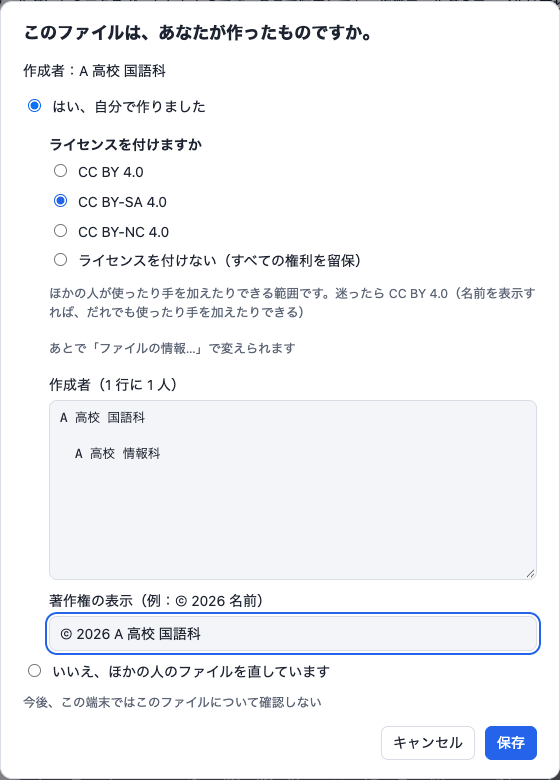 このファイルは、あなたが作ったものですか。
作成者：A 高校 国語科
はい、自分で作りました
ライセンスを付けますか
CC BY 4.0
CC BY-SA 4.0
CC BY-NC 4.0
ライセンスを付けない（すべての権利を留保）
ほかの人が使ったり手を加えたりできる範囲です。迷ったら CC BY 4.0（名前を表示す
れば、だれでも使ったり手を加えたりできる）
あとで「ファイルの情報…」で変えられます
作成者（1 行に 1 人）
A 高校 国語科
A 高校 情報科
著作権の表示（例：© 2026 名前）
© 2026 A 高校 国語科
いいえ、ほかの人のファイルを直しています
今後、この端末ではこのファイルについて確認しない
キャンセル
保存